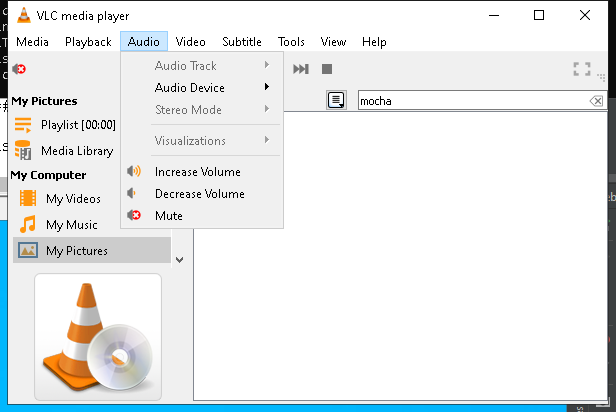 VLC media player
Media Playback Audio Video Subtitle Tools View Help
Audio Track
Audio Device
Stereo Mode
Visualizations
Increase Volume
Decrease Volume
Mute
mocha
My Pictures
Playlist [00:00]
Media Library
My Computer
My Videos
My Music
My Pictures